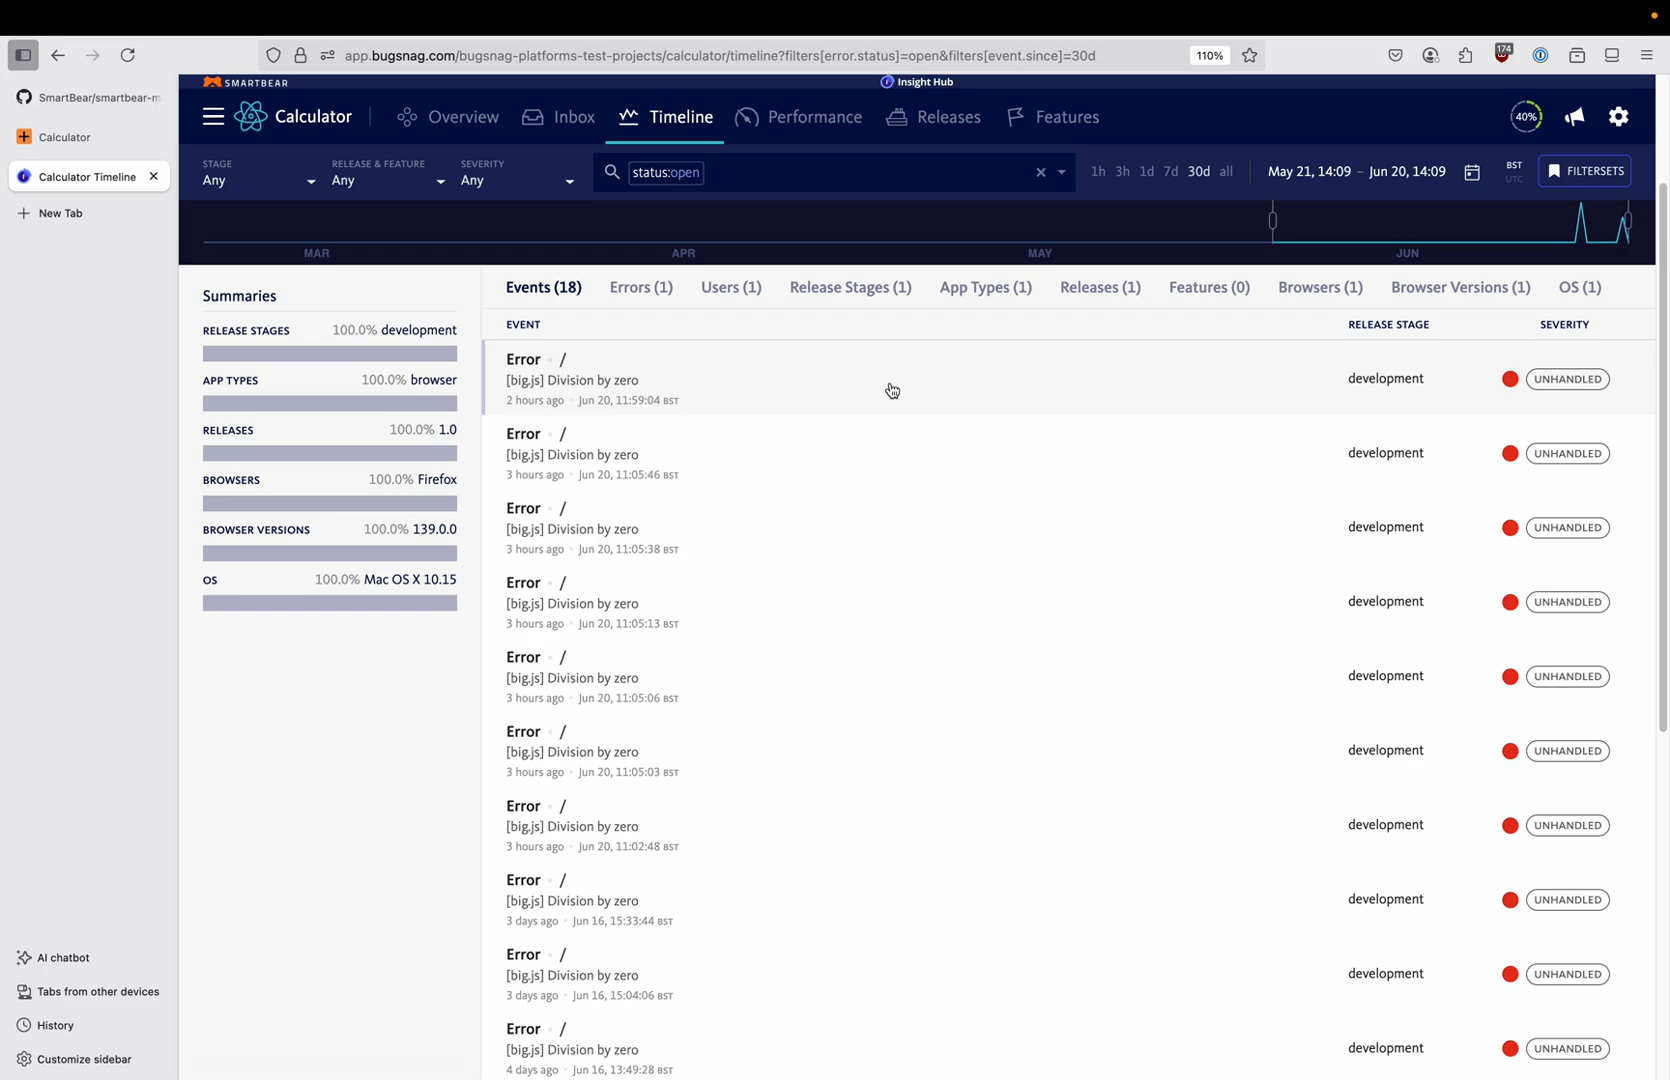 app.bugsnag.com/bugsnag-platforms-test-projects/calculator/timeline?filters[error.status]=open&filters[event.since]=30d
110%
174
SmartBear/smartbear-m
Calculator
Calculator Timeline
New Tab
SMARTBEAR
Insight Hub
Calculator
Overview
Inbox
Timeline
Performance
Releases
Features
40%
STAGE
Any
RELEASE & FEATURE
Any
SEVERITY
Any
status:open
1h 3h 1d 7d 30d all
May 21, 14:09 – Jun 20, 14:09
BST
UTC
FILTERSETS
MAR
APR
MAY
JUN
Summaries
RELEASE STAGES 100.0% development
APP TYPES 100.0% browser
RELEASES 100.0% 1.0
BROWSERS 100.0% Firefox
BROWSER VERSIONS 100.0% 139.0.0
OS 100.0% Mac OS X 10.15
Events (18) Errors (1) Users (1) Release Stages (1) App Types (1) Releases (1) Features (0) Browsers (1) Browser Versions (1) OS (1)
EVENT RELEASE STAGE SEVERITY
Error /
[big.js] Division by zero
2 hours ago Jun 20, 11:59:04 BST
development UNHANDLED
Error /
[big.js] Division by zero
3 hours ago Jun 20, 11:05:46 BST
development UNHANDLED
Error /
[big.js] Division by zero
3 hours ago Jun 20, 11:05:38 BST
development UNHANDLED
Error /
[big.js] Division by zero
3 hours ago Jun 20, 11:05:13 BST
development UNHANDLED
Error /
[big.js] Division by zero
3 hours ago Jun 20, 11:05:06 BST
development UNHANDLED
Error /
[big.js] Division by zero
3 hours ago Jun 20, 11:05:03 BST
development UNHANDLED
Error /
[big.js] Division by zero
3 hours ago Jun 20, 11:02:48 BST
development UNHANDLED
Error /
[big.js] Division by zero
3 days ago Jun 16, 15:33:44 BST
development UNHANDLED
Error /
[big.js] Division by zero
3 days ago Jun 16, 15:04:06 BST
development UNHANDLED
Error /
[big.js] Division by zero
4 days ago Jun 16, 13:49:28 BST
development UNHANDLED
AI chatbot
Tabs from other devices
History
Customize sidebar